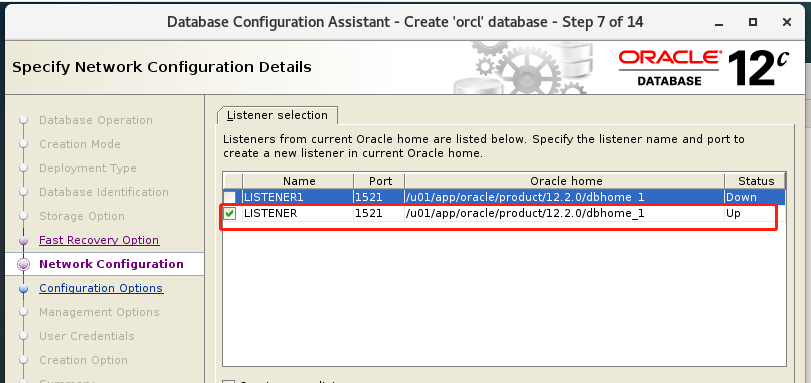 Database Configuration Assistant - Create 'orcl' database - Step 7 of 14
Specify Network Configuration Details
ORACLE
DATABASE
12c
Database Operation
Creation Mode
Deployment Type
Database Identification
Storage Option
Fast Recovery Option
Network Configuration
Configuration Options
Management Options
User Credentials
Creation Option
Listener selection
Listeners from current Oracle home are listed below. Specify the listener name and port to
create a new listener in current Oracle home.
Name Port Oracle home Status
LISTENER1 1521 /u01/app/oracle/product/12.2.0/dbhome_1 Down
LISTENER 1521 /u01/app/oracle/product/12.2.0/dbhome_1 Up